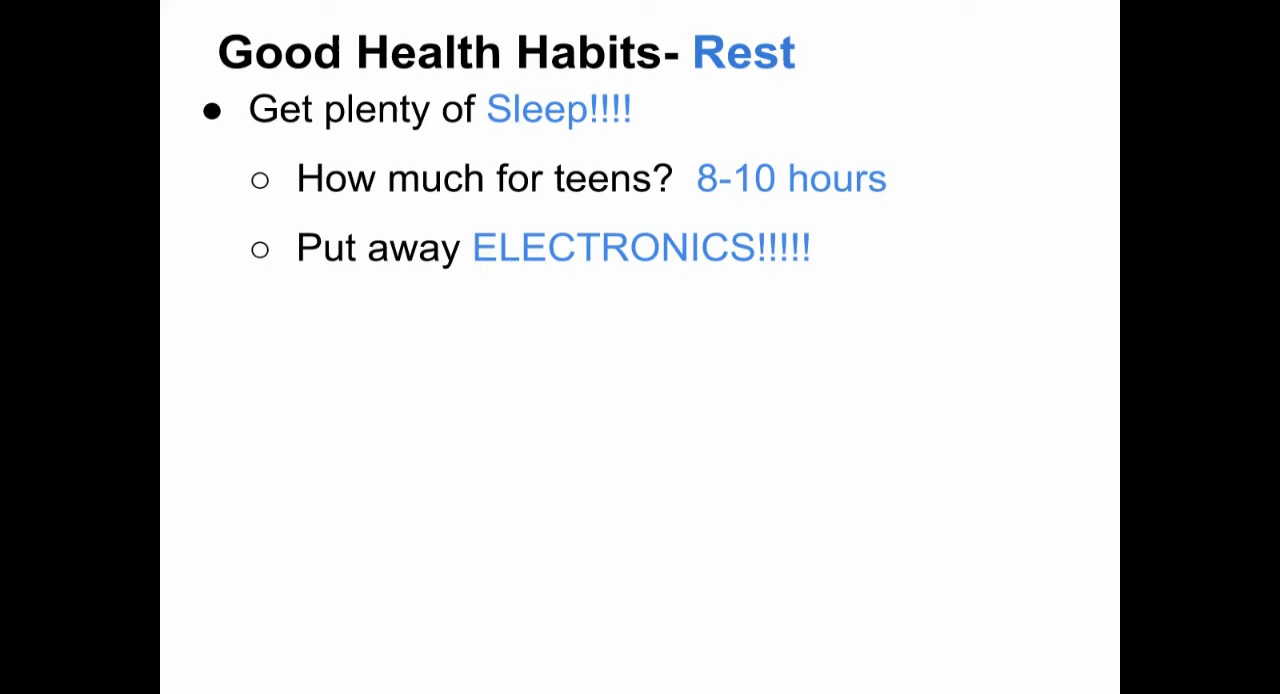 Good Health Habits- Rest
● Get plenty of Sleep!!!!
○ How much for teens? 8-10 hours
○ Put away ELECTRONICS!!!!!